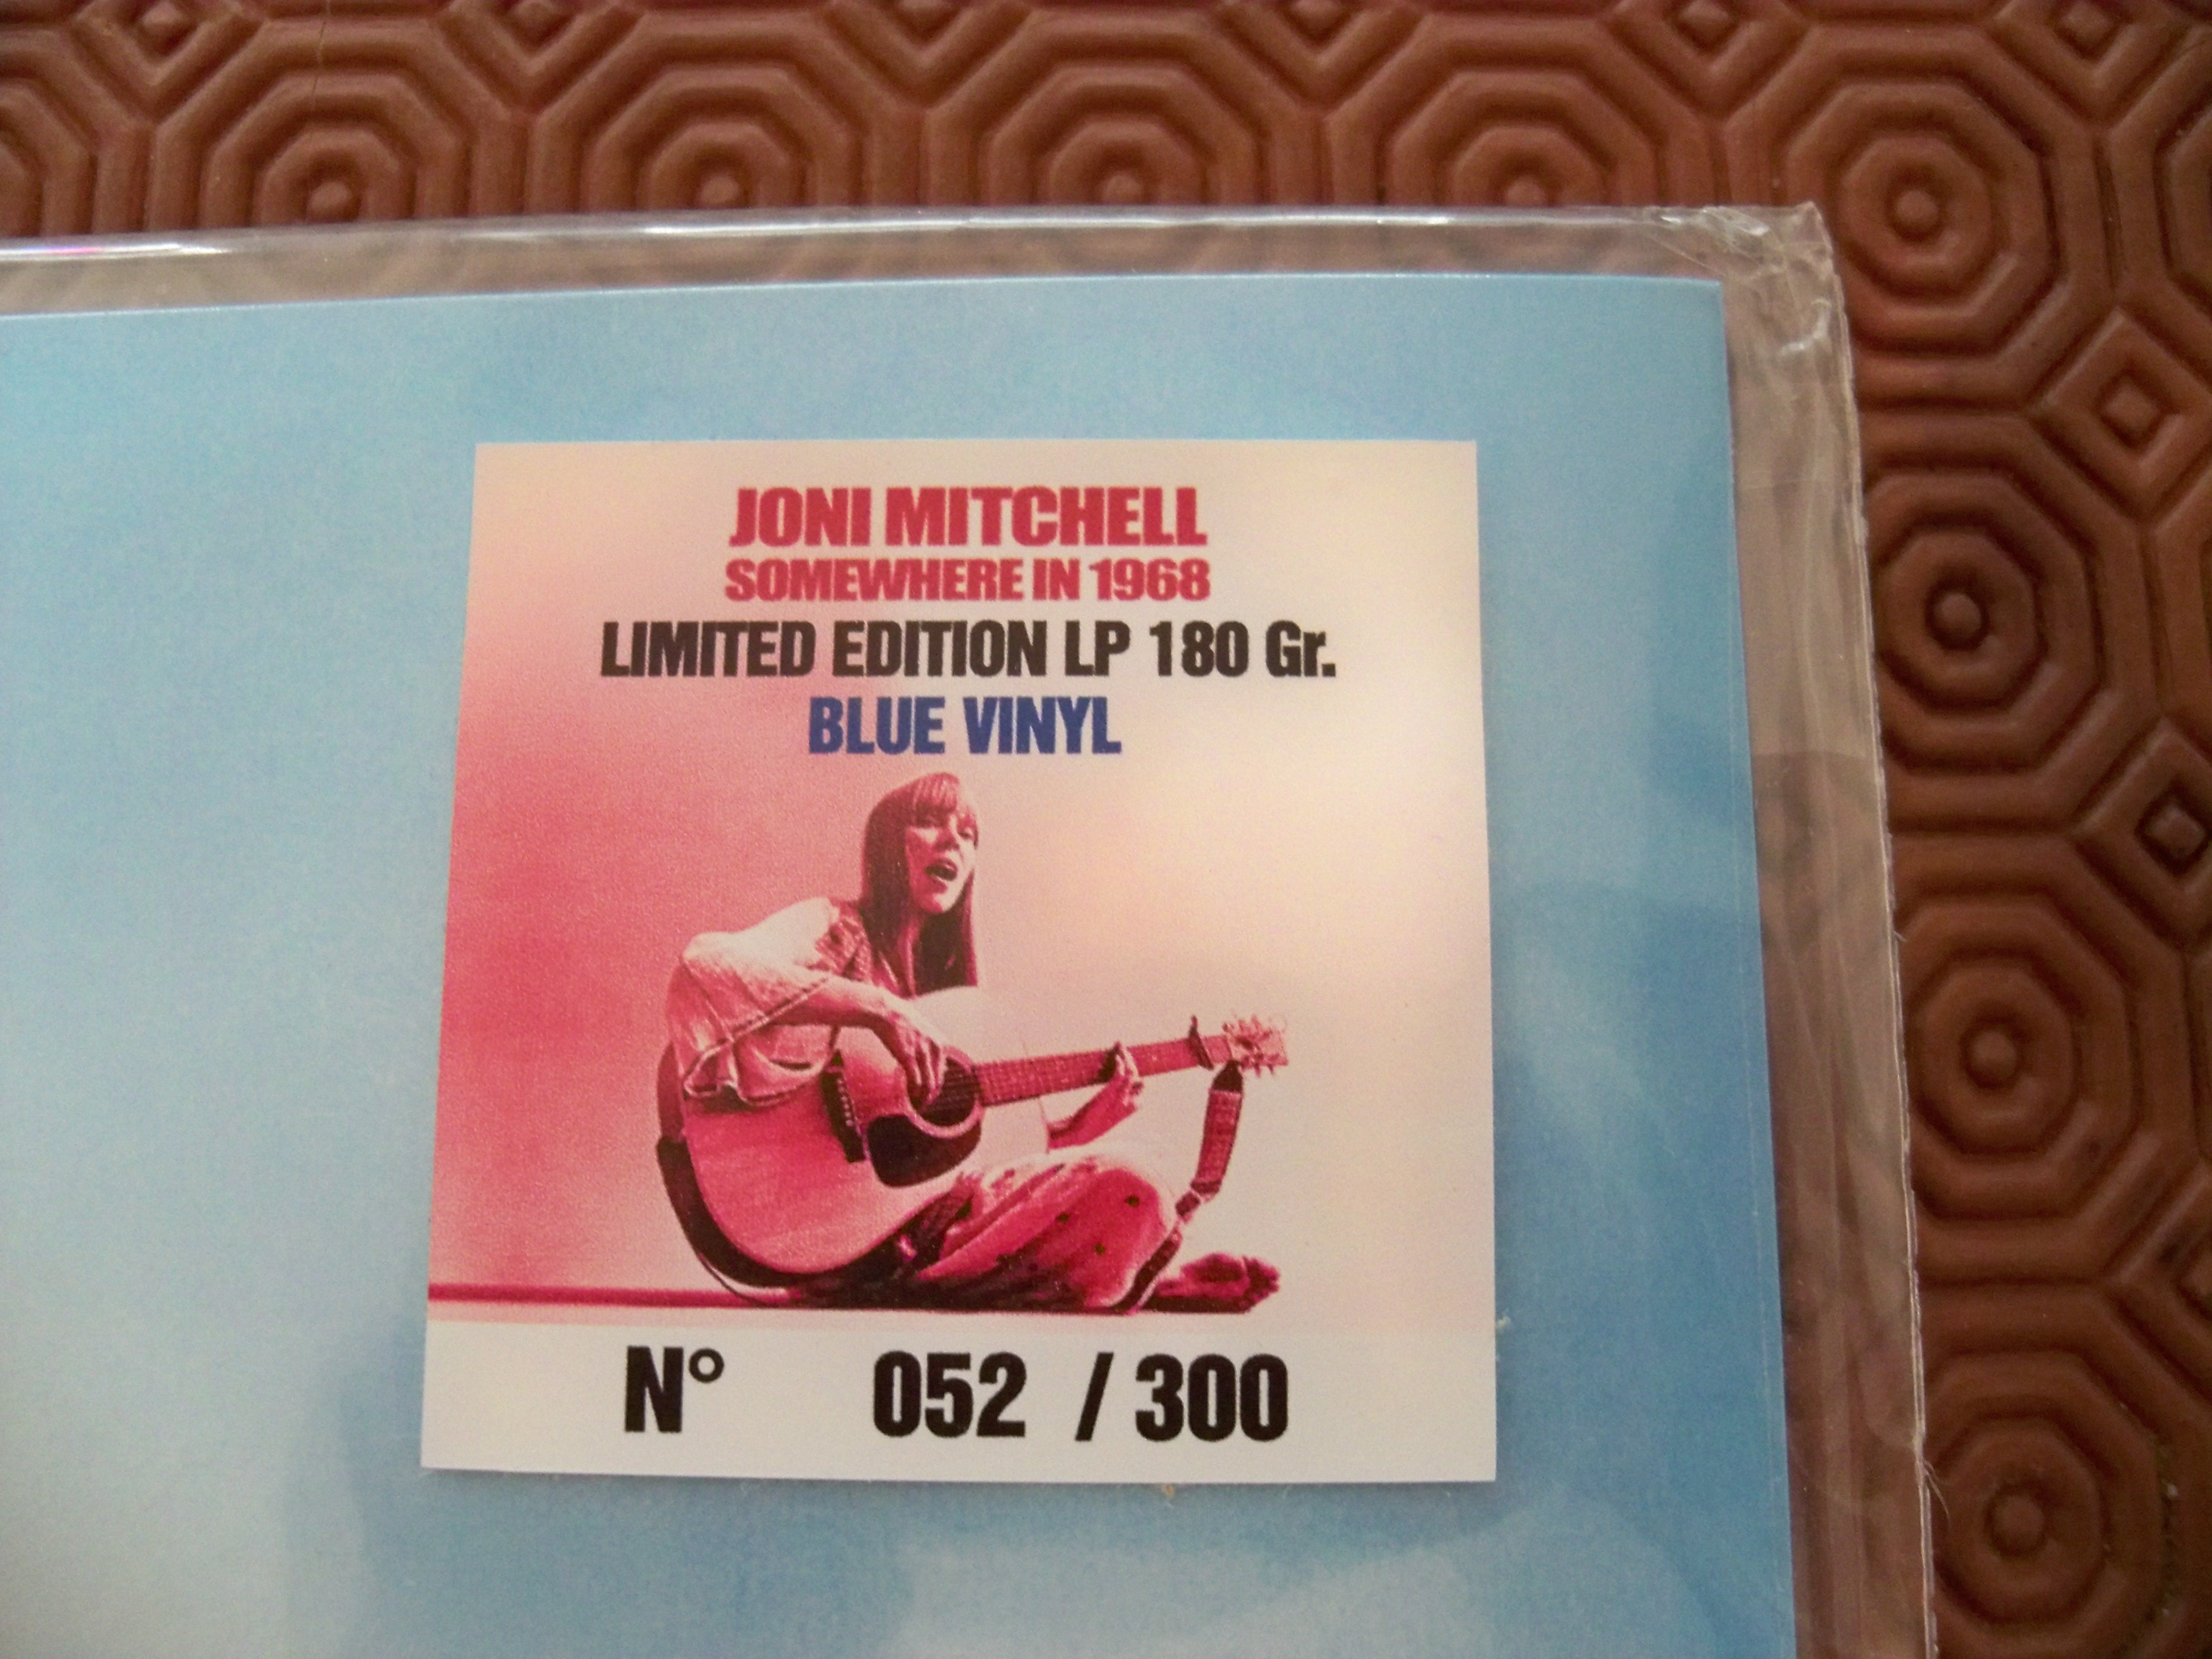 JONI MITCHELL
SOMEWHERE IN 1968
LIMITED EDITION LP 180 Gr.
BLUE VINYL
N° 052 / 300